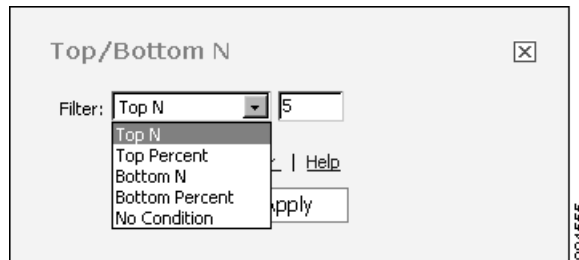 Top/Bottom N
Filter: Top N 5
Top N
Top Percent
Bottom N
Bottom Percent
No Condition
| Help